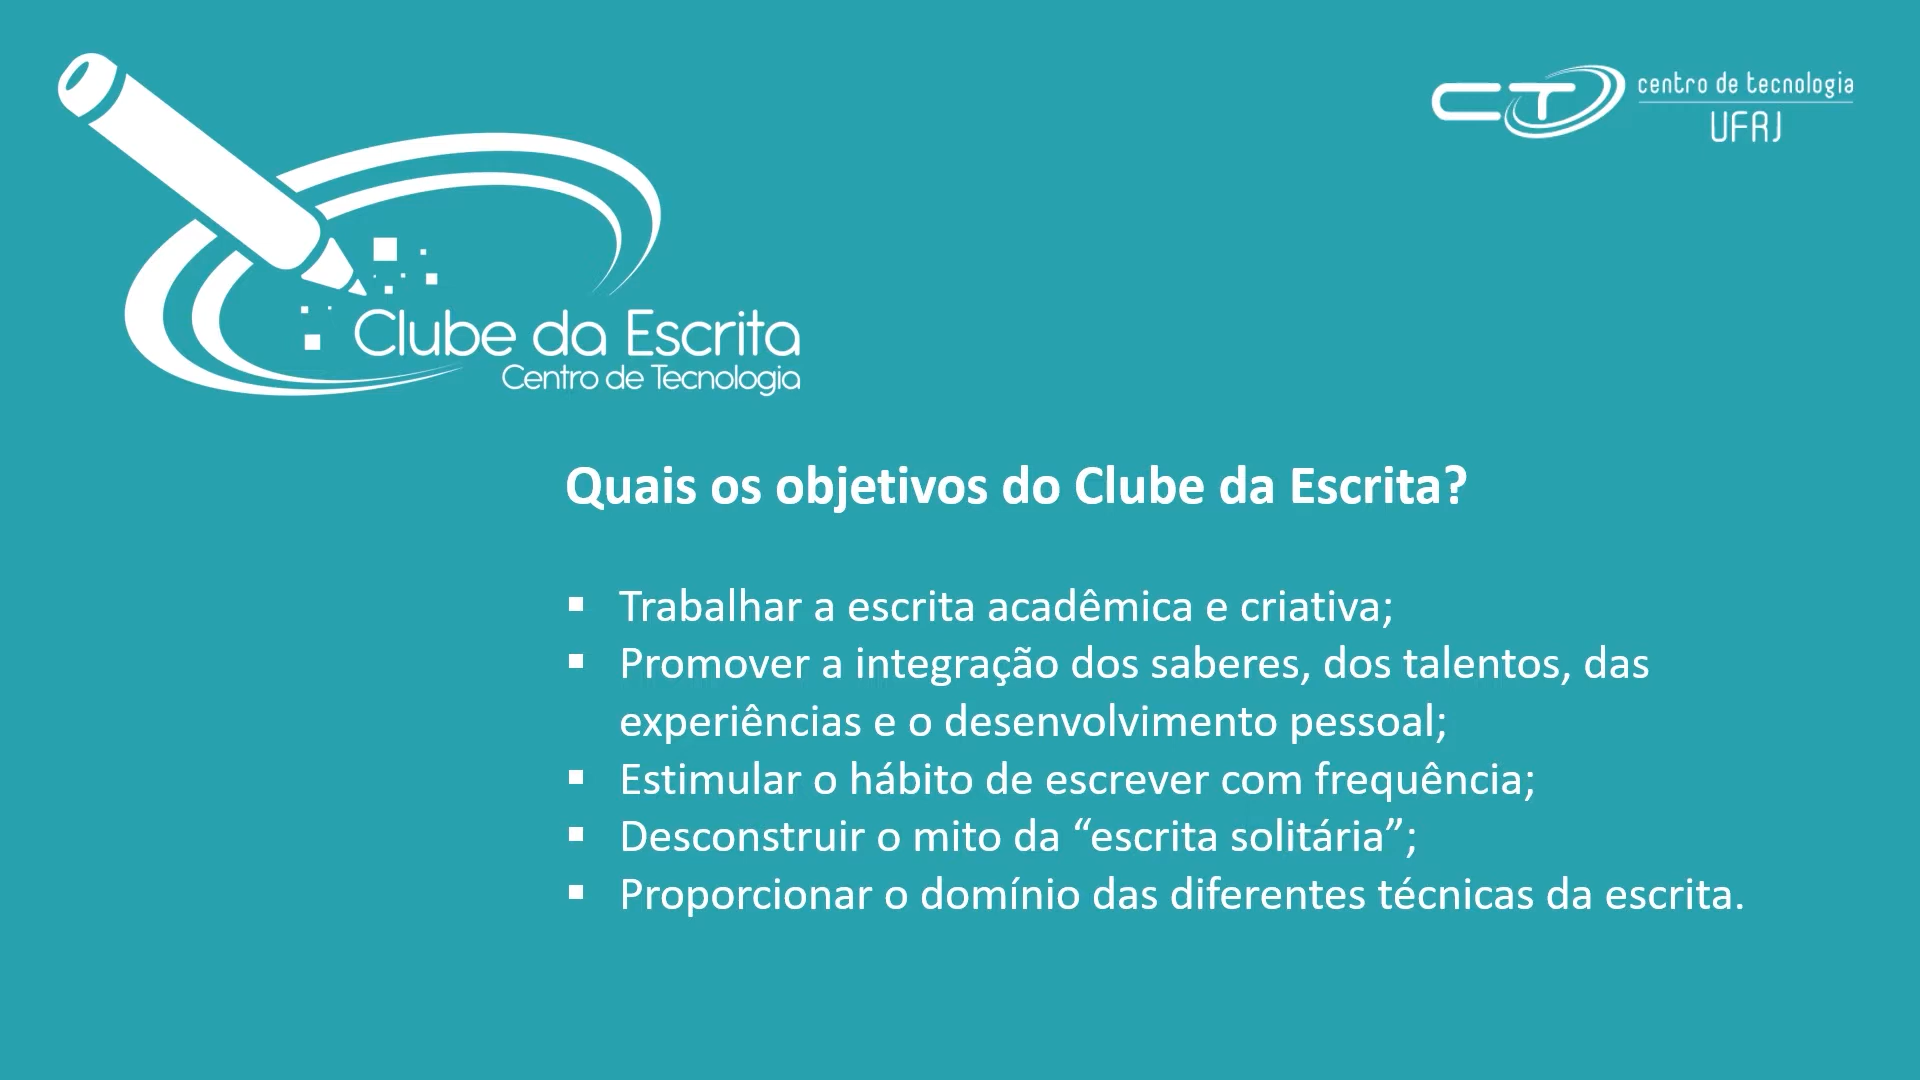 centro de tecnologia
UFRJ
Clube da Escrita
Centro de Tecnologia
Quais os objetivos do Clube da Escrita?
▪ Trabalhar a escrita acadêmica e criativa;
▪ Promover a integração dos saberes, dos talentos, das
experiências e o desenvolvimento pessoal;
▪ Estimular o hábito de escrever com frequência;
▪ Desconstruir o mito da “escrita solitária”;
▪ Proporcionar o domínio das diferentes técnicas da escrita.